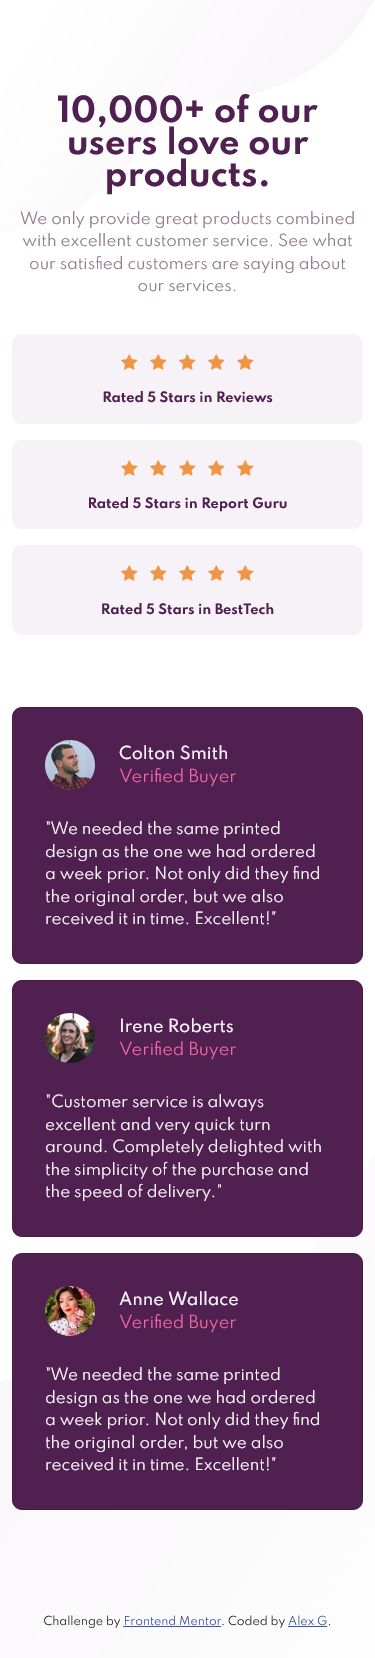 10,000+ of our
users love our
products.
We only provide great products combined
with excellent customer service. See what
our satisfied customers are saying about
our services.
Rated 5 Stars in Reviews
Rated 5 Stars in Report Guru
Rated 5 Stars in BestTech
Colton Smith
Verified Buyer
"We needed the same printed
design as the one we had ordered
a week prior. Not only did they find
the original order, but we also
received it in time. Excellent!"
Irene Roberts
Verified Buyer
"Customer service is always
excellent and very quick turn
around. Completely delighted with
the simplicity of the purchase and
the speed of delivery."
Anne Wallace
Verified Buyer
"We needed the same printed
design as the one we had ordered
a week prior. Not only did they find
the original order, but we also
received it in time. Excellent!"
Challenge by Frontend Mentor. Coded by Alex G.